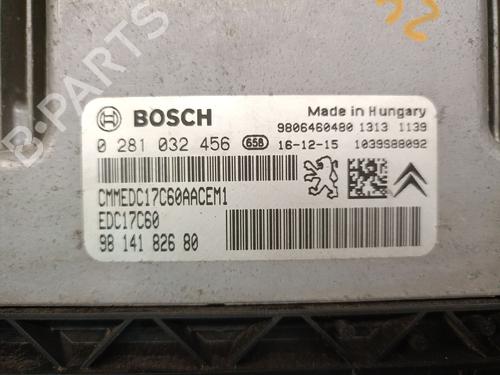 52
BOSCH
Made in Hungary
9806460480 1313 1139
0 281 032 456 658 16-12-15 1039S88092
CMMEDC17C60AACEM1
EDC17C60
98 141 826 80
B-PARTS